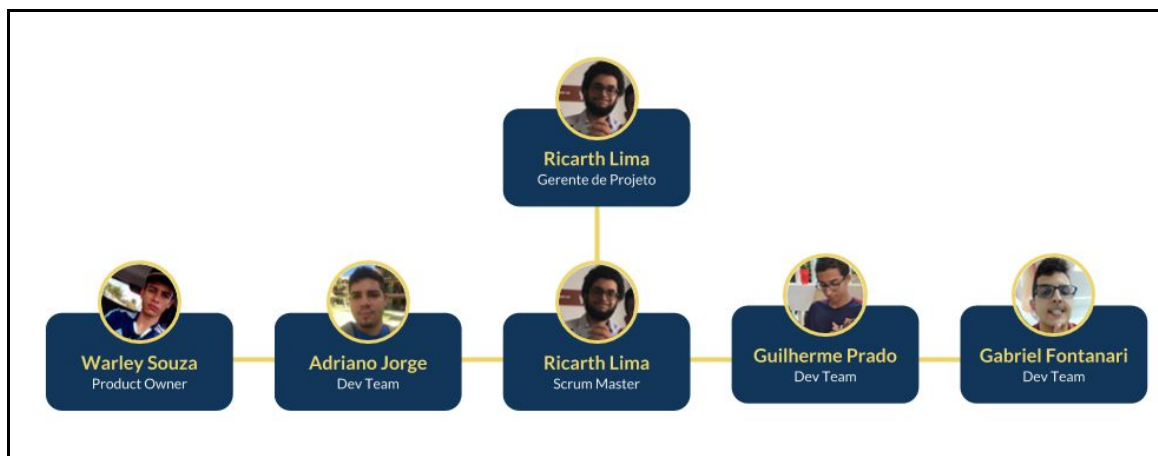 Ricarth Lima
Gerente de Projeto
Warley Souza
Product Owner
Adriano Jorge
Dev Team
Ricarth Lima
Scrum Master
Guilherme Prado
Dev Team
Gabriel Fontanari
Dev Team